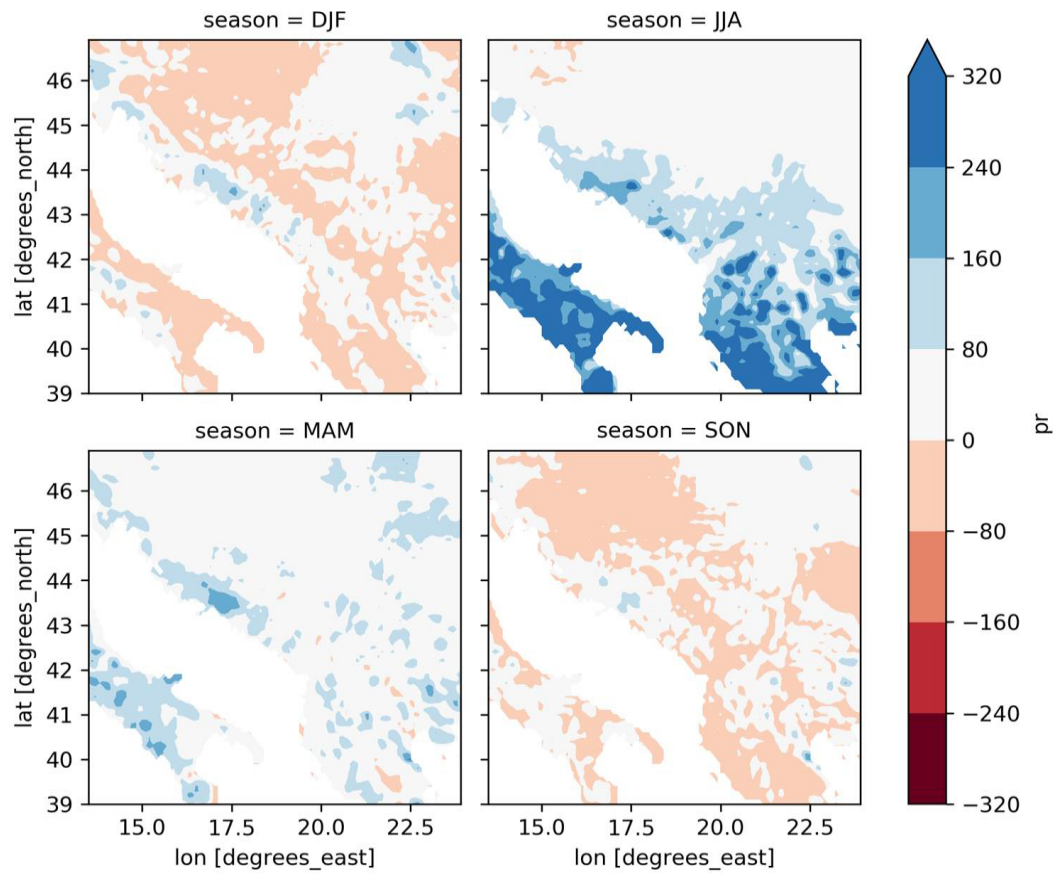 season = DJF
season = JJA
46
45
44
43
42
41
40
39
lat [degrees_north]
season = MAM
season = SON
46
45
44
43
42
41
40
39
lat [degrees_north]
15.0 17.5 20.0 22.5
15.0 17.5 20.0 22.5
lon [degrees_east]
lon [degrees_east]
320
240
160
80
0
−80
−160
−240
−320
pr